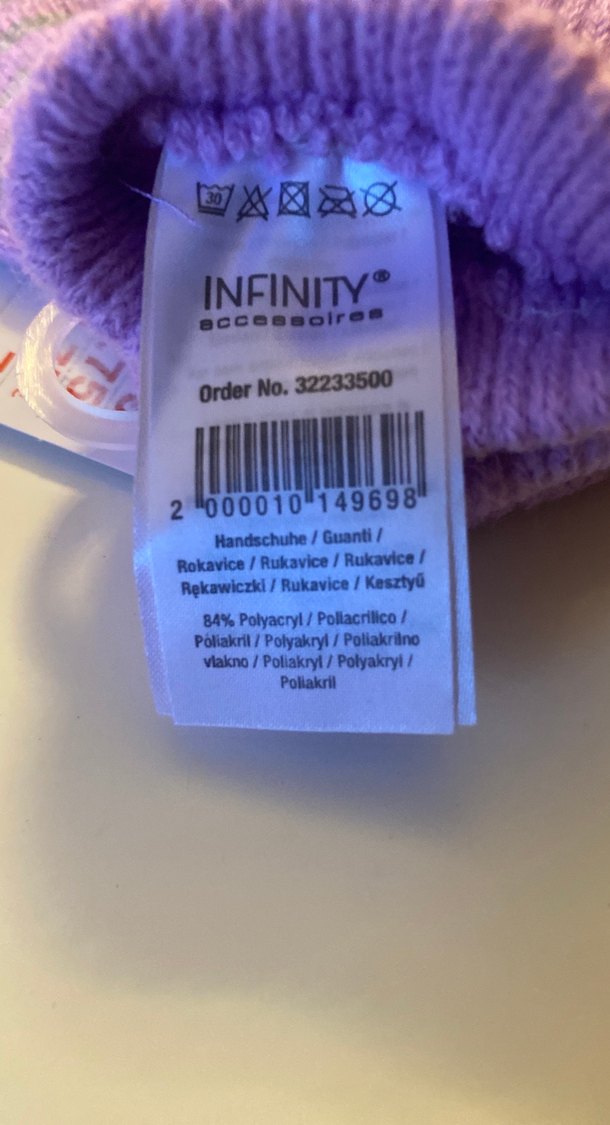 30
INFINITY®
accessoires
Order No. 32233500
2 000010 149698
Handschuhe / Guanti /
Rokavice / Rukavice / Rukavice /
Rękawiczki / Rukavice / Kesztyű
84% Polyacryl / Poliacrilico /
Póliakril / Polyakryl / Poliakrilno
vlakno / Poliakryl / Polyakryl /
Poliakril